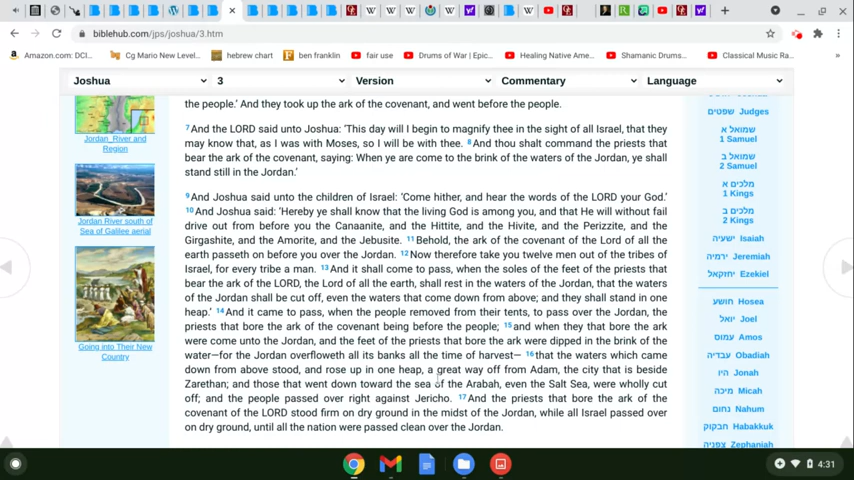 biblehub.com/jps/joshua/3.htm
Amazon.com: DCI... Cg Mario New Level... hebrew chart ben franklin fair use Drums of War | Epic... Healing Native Ame... Shamanic Drums... Classical Music Ra...
Joshua 3 Version Commentary Language
Jordan_River and
Region
Jordan River south of
Sea of Galilee aerial
Going into Their New
Country
the people.' And they took up the ark of the covenant, and went before the people.
7And the LORD said unto Joshua: 'This day will I begin to magnify thee in the sight of all Israel, that they
may know that, as I was with Moses, so I will be with thee. 8And thou shalt command the priests that
bear the ark of the covenant, saying: When ye are come to the brink of the waters of the Jordan, ye shall
stand still in the Jordan.'
9And Joshua said unto the children of Israel: 'Come hither, and hear the words of the LORD your God.'
10And Joshua said: 'Hereby ye shall know that the living God is among you, and that He will without fail
drive out from before you the Canaanite, and the Hittite, and the Hivite, and the Perizzite, and the
Girgashite, and the Amorite, and the Jebusite. 11Behold, the ark of the covenant of the Lord of all the
earth passeth on before you over the Jordan. 12Now therefore take you twelve men out of the tribes of
Israel, for every tribe a man. 13And it shall come to pass, when the soles of the feet of the priests that
bear the ark of the LORD, the Lord of all the earth, shall rest in the waters of the Jordan, that the waters
of the Jordan shall be cut off, even the waters that come down from above; and they shall stand in one
heap.' 14And it came to pass, when the people removed from their tents, to pass over the Jordan, the
priests that bore the ark of the covenant being before the people; 15and when they that bore the ark
were come unto the Jordan, and the feet of the priests that bore the ark were dipped in the brink of the
water—for the Jordan overfloweth all its banks all the time of harvest— 16that the waters which came
down from above stood, and rose up in one heap, a great way off from Adam, the city that is beside
Zarethan; and those that went down toward the sea of the Arabah, even the Salt Sea, were wholly cut
off; and the people passed over right against Jericho. 17And the priests that bore the ark of the
covenant of the LORD stood firm on dry ground in the midst of the Jordan, while all Israel passed over
on dry ground, until all the nation were passed clean over the Jordan.
שופטים Judges
שמואל א
1 Samuel
שמואל ב
2 Samuel
מלכים א
1 Kings
מלכים ב
2 Kings
ישעיה Isaiah
ירמיה Jeremiah
יחזקאל Ezekiel
הושע Hosea
יואל Joel
עמוס Amos
עובדיה Obadiah
יונה Jonah
מיכה Micah
נחום Nahum
חבקוק Habakkuk
צפניה Zephaniah
4:31